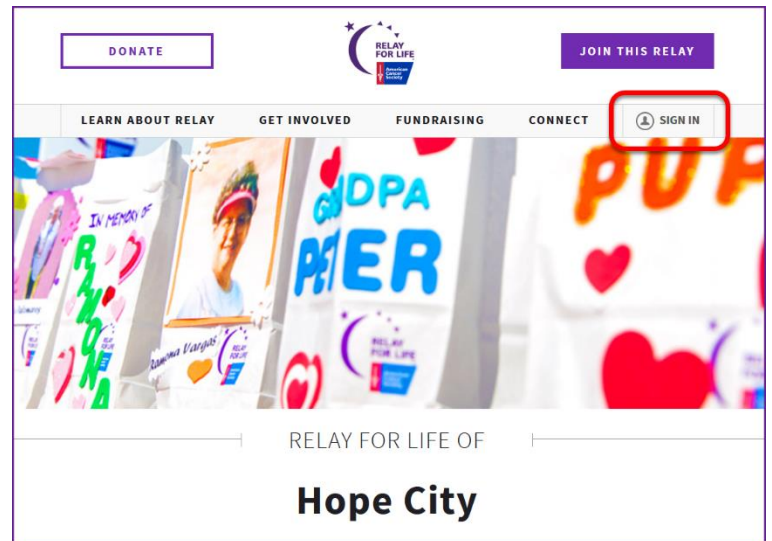 DONATE
RELAY
FOR LIFE
American
Cancer
Society
JOIN THIS RELAY
LEARN ABOUT RELAY GET INVOLVED FUNDRAISING CONNECT SIGN IN
IN MEMORY OF
RAMONA
Ramona Vargas
RELAY
FOR LIFE
GRANDPA
PETER
RELAY
FOR LIFE
PUP
RELAY FOR LIFE OF
Hope City